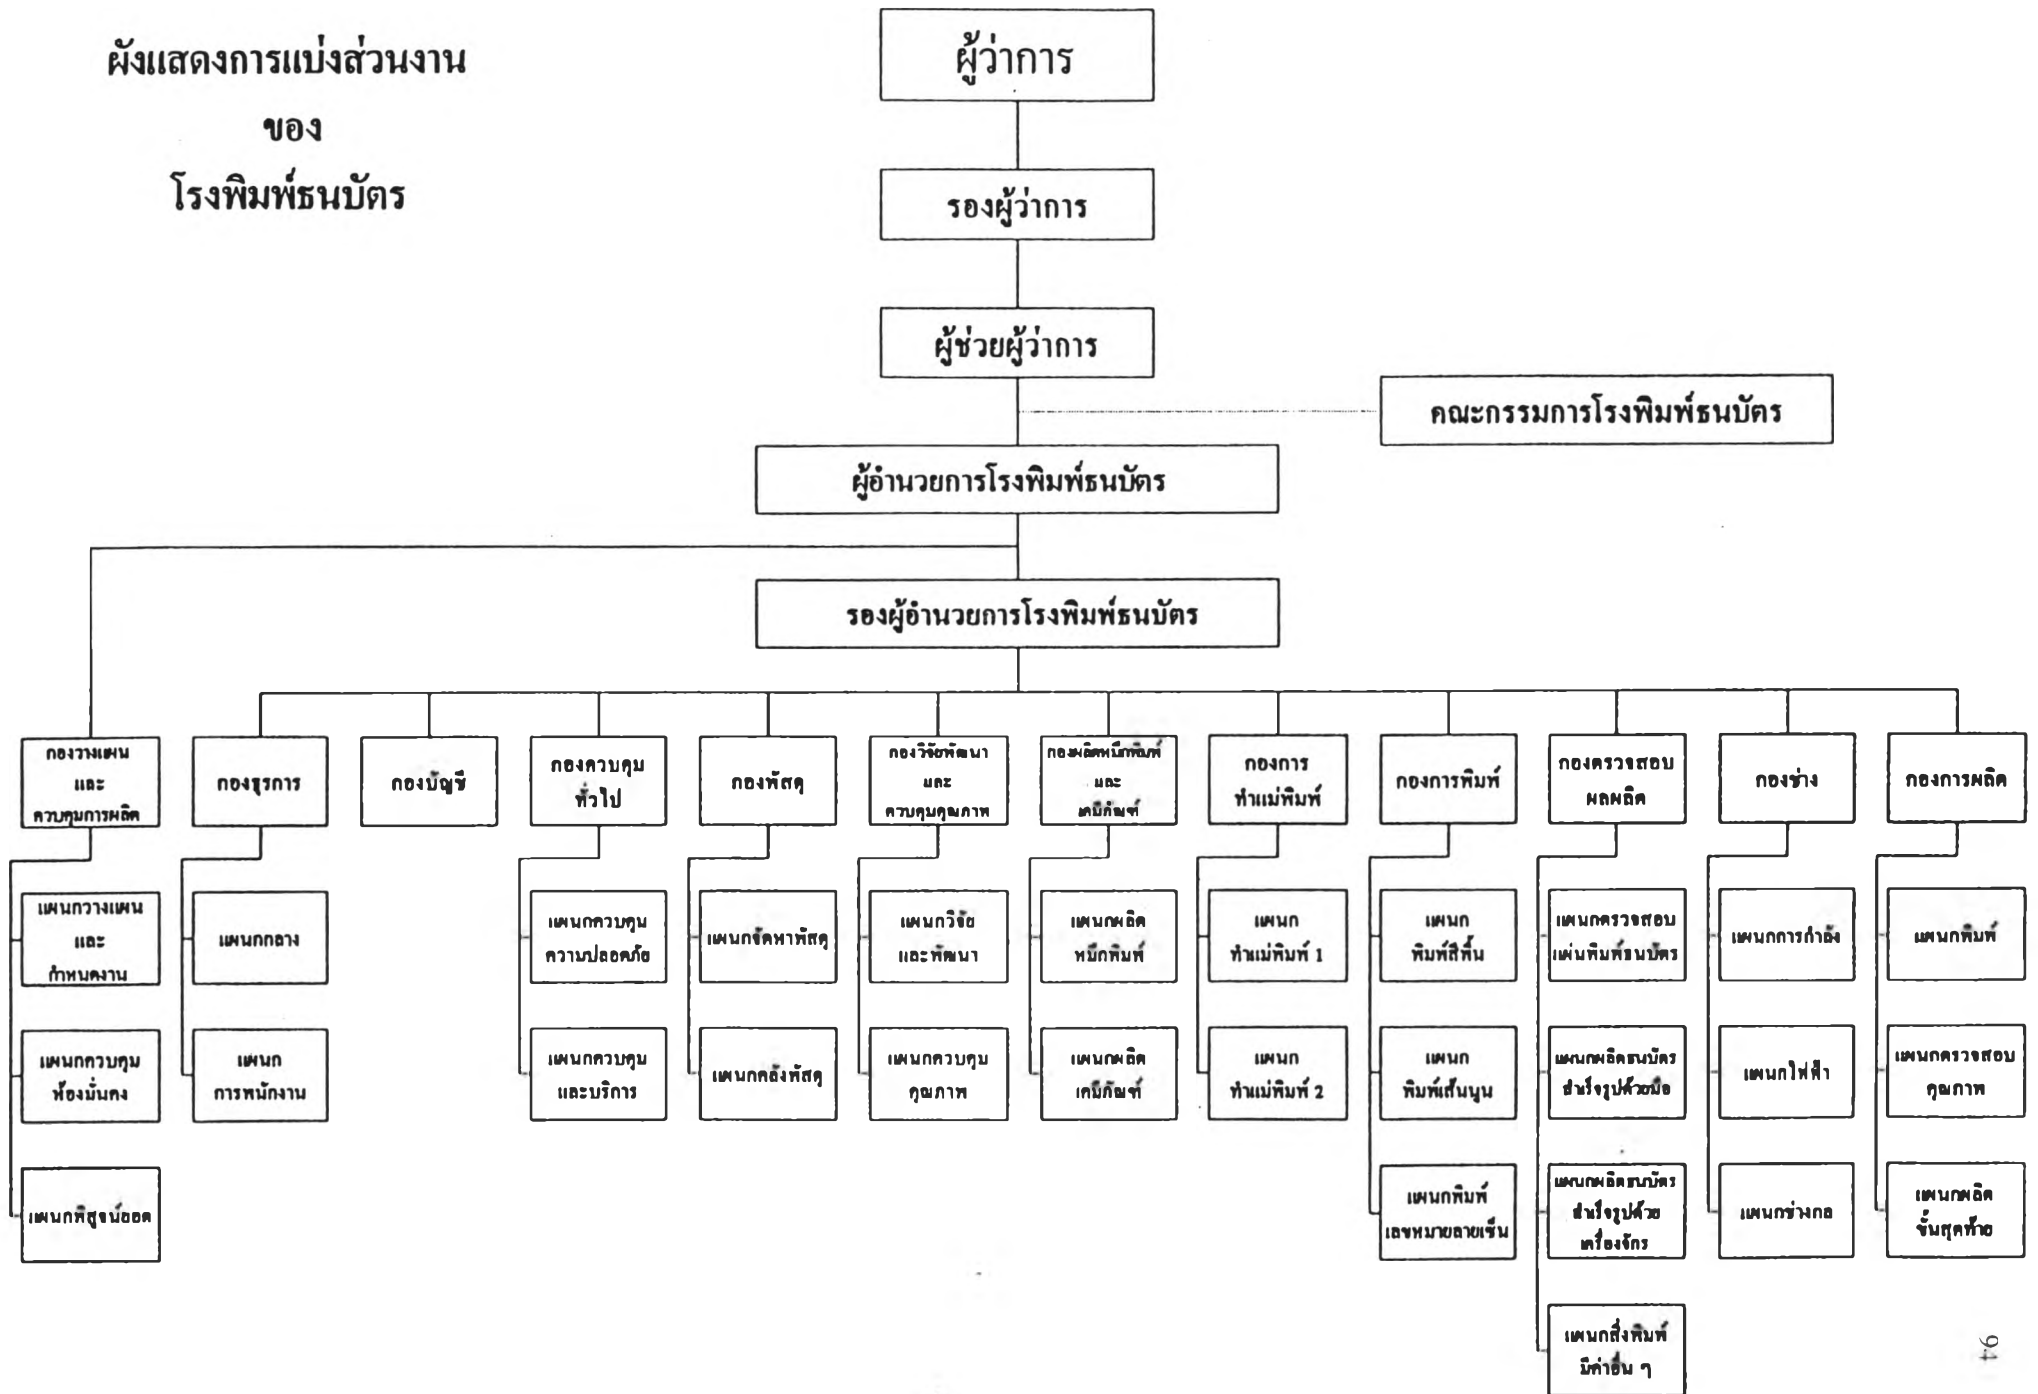 ผังแสดงการแบ่งส่วนงาน
ของ
โรงพิมพ์ธนบัตร
ผู้ว่าการ
รองผู้ว่าการ
ผู้ช่วยผู้ว่าการ
คณะกรรมการโรงพิมพ์ธนบัตร
ผู้อำนวยการโรงพิมพ์ธนบัตร
รองผู้อำนวยการโรงพิมพ์ธนบัตร
กองวางแผน
และ
ควบคุมการผลิต
กองธุรการ
กองบัญชี
กองควบคุม
ทั่วไป
กองพัสดุ
กองวิจัยพัฒนา
และ
ควบคุมคุณภาพ
กองผลิตหมึกพิมพ์
และ
เคมีภัณฑ์
กองการ
ทำแม่พิมพ์
กองการพิมพ์
กองตรวจสอบ
ผลผลิต
กองช่าง
กองการผลิต
แผนกวางแผน
และ
กำหนดงาน
แผนกกลาง
แผนกควบคุม
ความปลอดภัย
แผนกจัดหาพัสดุ
แผนกวิจัย
และพัฒนา
แผนกผลิต
หมึกพิมพ์
แผนก
ทำแม่พิมพ์ 1
แผนก
พิมพ์สีพื้น
แผนกตรวจสอบ
แผ่นพิมพ์ธนบัตร
แผนกการกำลัง
แผนกพิมพ์
แผนกควบคุม
ห้องมั่นคง
แผนก
การพนักงาน
แผนกควบคุม
และบริการ
แผนกคลังพัสดุ
แผนกควบคุม
คุณภาพ
แผนกผลิต
เคมีภัณฑ์
แผนก
ทำแม่พิมพ์ 2
แผนก
พิมพ์เส้นนูน
แผนกผลิตธนบัตร
สำเร็จรูปด้วยมือ
แผนกไฟฟ้า
แผนกตรวจสอบ
คุณภาพ
แผนกพิสูจน์ยอด
แผนกพิมพ์
เลขหมายลายเซ็น
แผนกผลิตธนบัตร
สำเร็จรูปด้วย
เครื่องจักร
แผนกช่างกล
แผนกผลิต
ขั้นสุดท้าย
แผนกสิ่งพิมพ์
มีค่าอื่น ๆ
94